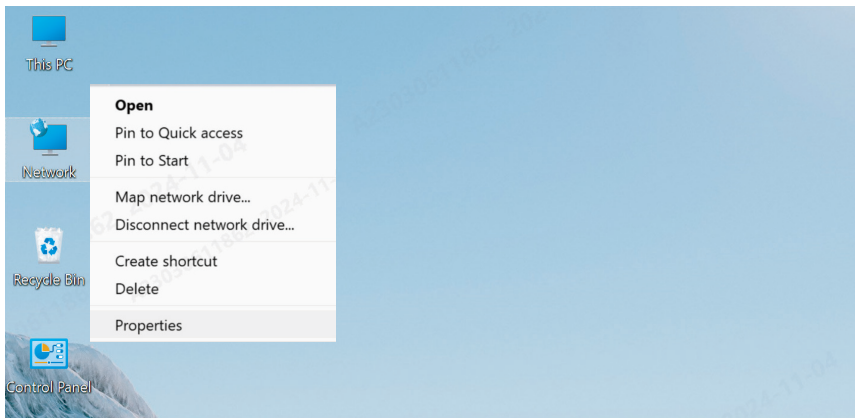 This PC
Network
Recycle Bin
Control Panel
Open
Pin to Quick access
Pin to Start
Map network drive...
Disconnect network drive...
Create shortcut
Delete
Properties